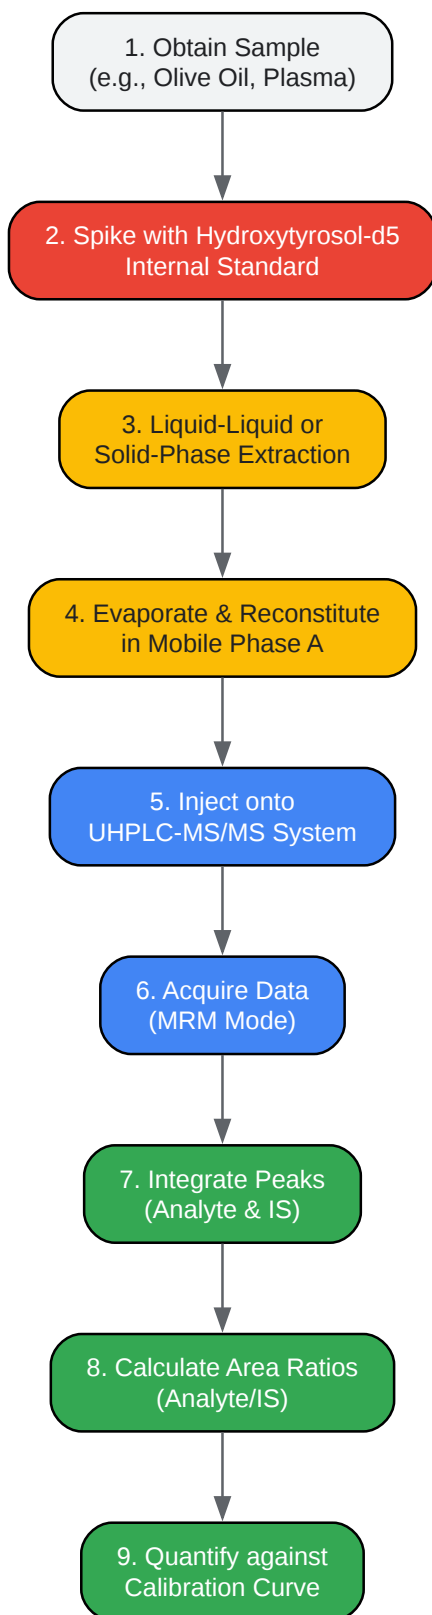 1. Obtain Sample
(e.g., Olive Oil, Plasma)
2. Spike with Hydroxytyrosol-d5
Internal Standard
3. Liquid-Liquid or
Solid-Phase Extraction
4. Evaporate & Reconstitute
in Mobile Phase A
5. Inject onto
UHPLC-MS/MS System
6. Acquire Data
(MRM Mode)
7. Integrate Peaks
(Analyte & IS)
8. Calculate Area Ratios
(Analyte/IS)
9. Quantify against
Calibration Curve